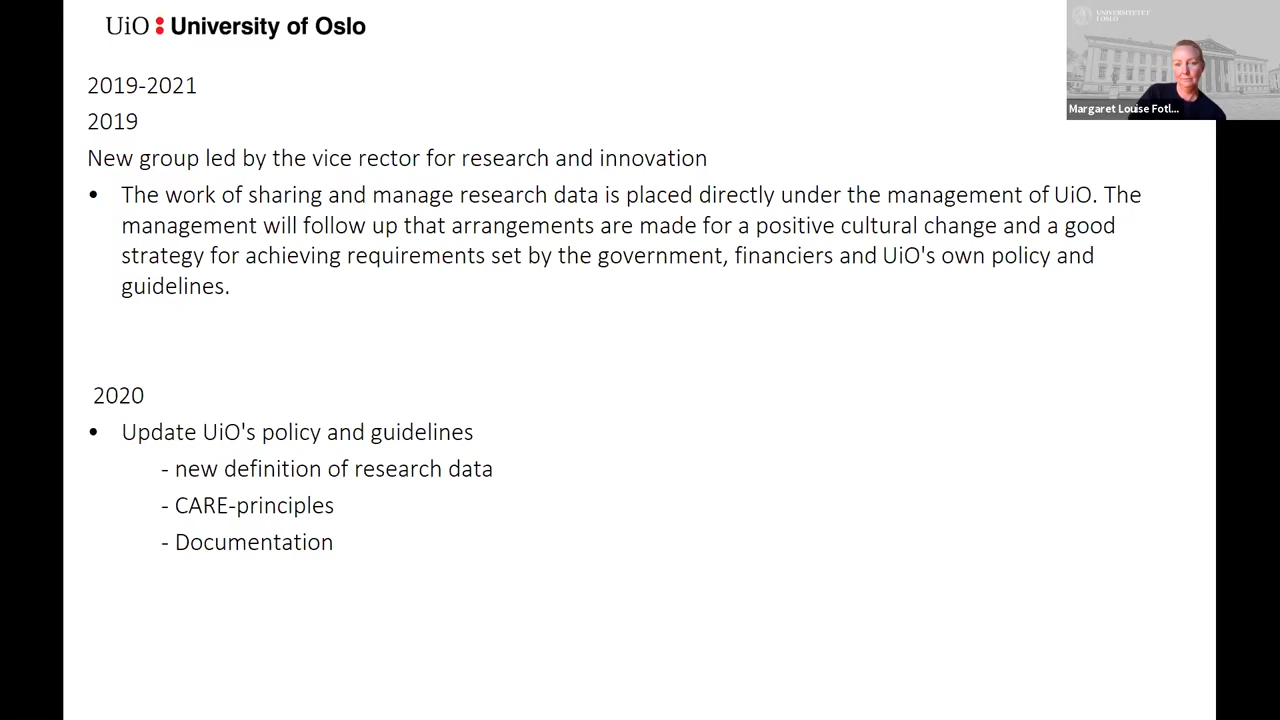 UiO : University of Oslo
UNIVERSITETET
I OSLO
Margaret Louise Fotl...
2019-2021
2019
New group led by the vice rector for research and innovation
• The work of sharing and manage research data is placed directly under the management of UiO. The
management will follow up that arrangements are made for a positive cultural change and a good
strategy for achieving requirements set by the government, financiers and UiO's own policy and
guidelines.
2020
• Update UiO's policy and guidelines
- new definition of research data
- CARE-principles
- Documentation